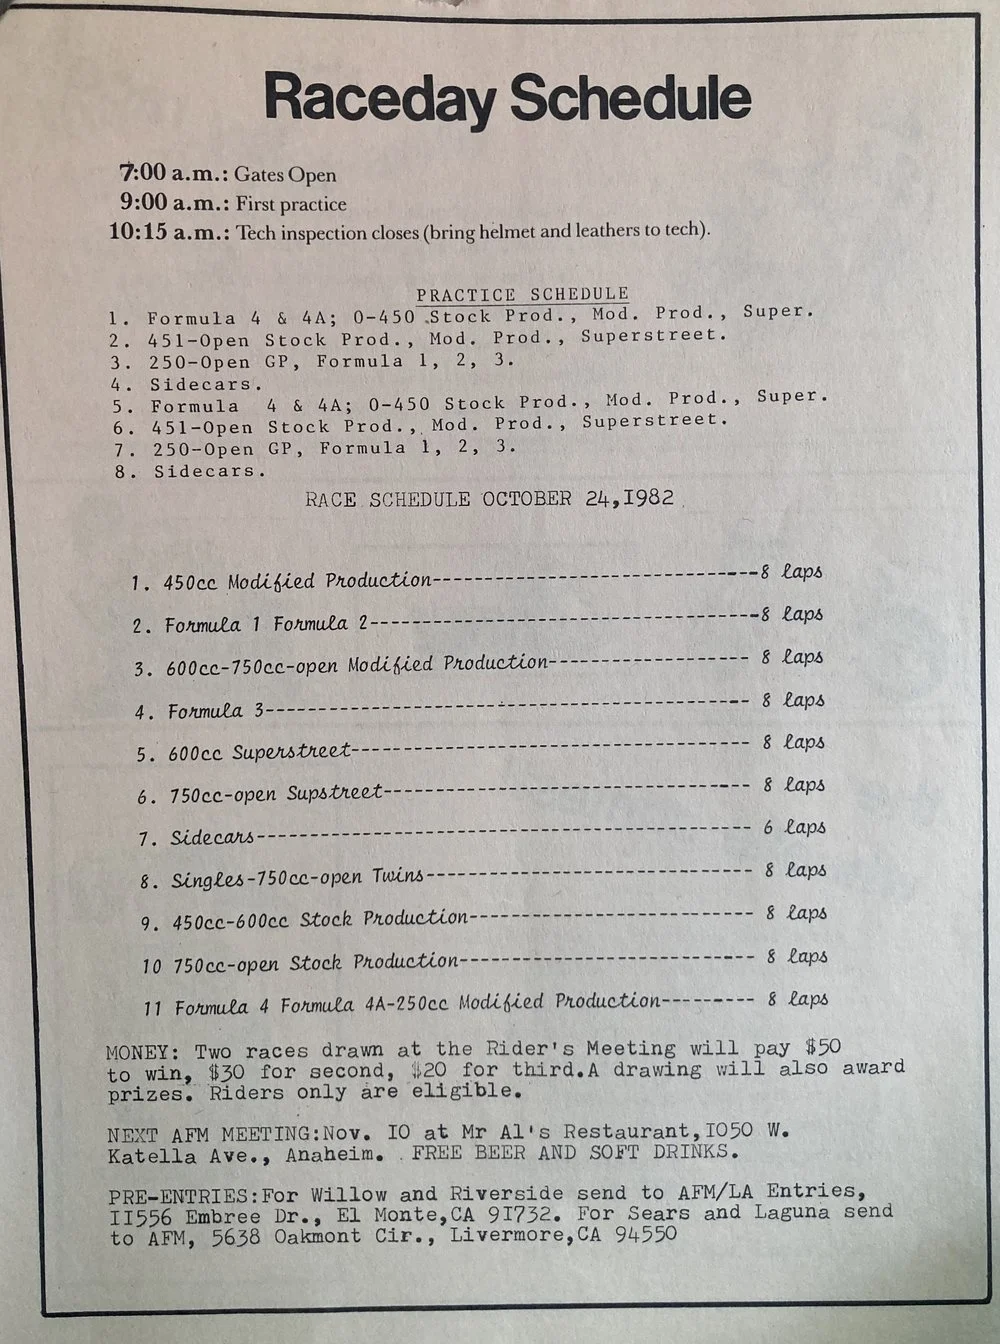 Raceday Schedule
7:00 a.m.: Gates Open
9:00 a.m.: First practice
10:15 a.m.: Tech inspection closes (bring helmet and leathers to tech).
PRACTICE SCHEDULE
1. Formula 4 & 4A; 0-450 Stock Prod., Mod. Prod., Super.
2. 451-Open Stock Prod., Mod. Prod., Superstreet.
3. 250-Open GP, Formula 1, 2, 3.
4. Sidecars.
5. Formula 4 & 4A; 0-450 Stock Prod., Mod. Prod., Super.
6. 451-Open Stock Prod., Mod. Prod., Superstreet.
7. 250-Open GP, Formula 1, 2, 3.
8. Sidecars.
RACE SCHEDULE OCTOBER 24,I982
1. 450cc Modified Production------------------------------8 laps
2. Formula 1 Formula 2------------------------------------8 laps
3. 600cc-750cc-open Modified Production------------------ 8 laps
4. Formula 3--------------------------------------------- 8 laps
5. 600cc Superstreet------------------------------------- 8 laps
6. 750cc-open Supstreet---------------------------------- 8 laps
7. Sidecars---------------------------------------------- 6 laps
8. Singles-750cc-open Twins------------------------------ 8 laps
9. 450cc-600cc Stock Production-------------------------- 8 laps
10 750cc-open Stock Production--------------------------- 8 laps
11 Formula 4 Formula 4A-250cc Modified Production--------- 8 laps
MONEY: Two races drawn at the Rider's Meeting will pay $50
to win, $30 for second, $20 for third.A drawing will also award
prizes. Riders only are eligible.
NEXT AFM MEETING:Nov. IO at Mr Al's Restaurant,IO50 W.
Katella Ave., Anaheim. FREE BEER AND SOFT DRINKS.
PRE-ENTRIES:For Willow and Riverside send to AFM/LA Entries,
II556 Embree Dr., El Monte,CA 9I732. For Sears and Laguna send
to AFM, 5638 Oakmont Cir., Livermore,CA 94550